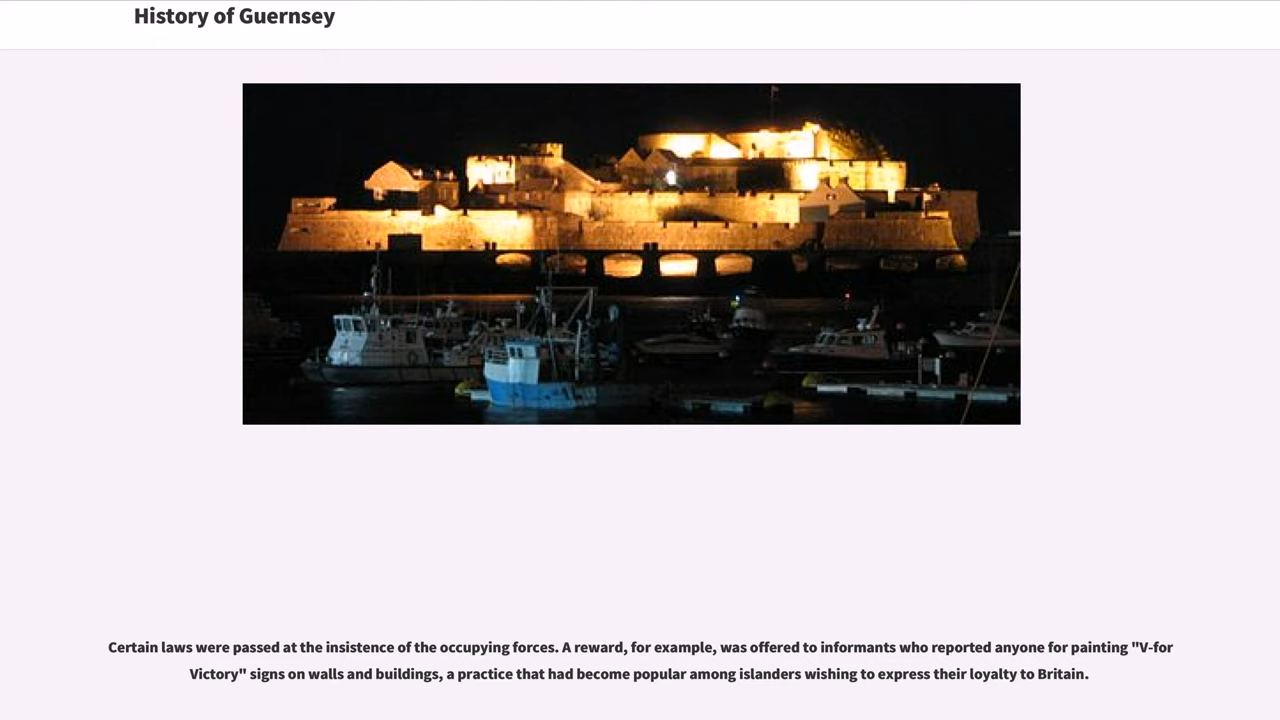 History of Guernsey
Certain laws were passed at the insistence of the occupying forces. A reward, for example, was offered to informants who reported anyone for painting "V-for
Victory" signs on walls and buildings, a practice that had become popular among islanders wishing to express their loyalty to Britain.